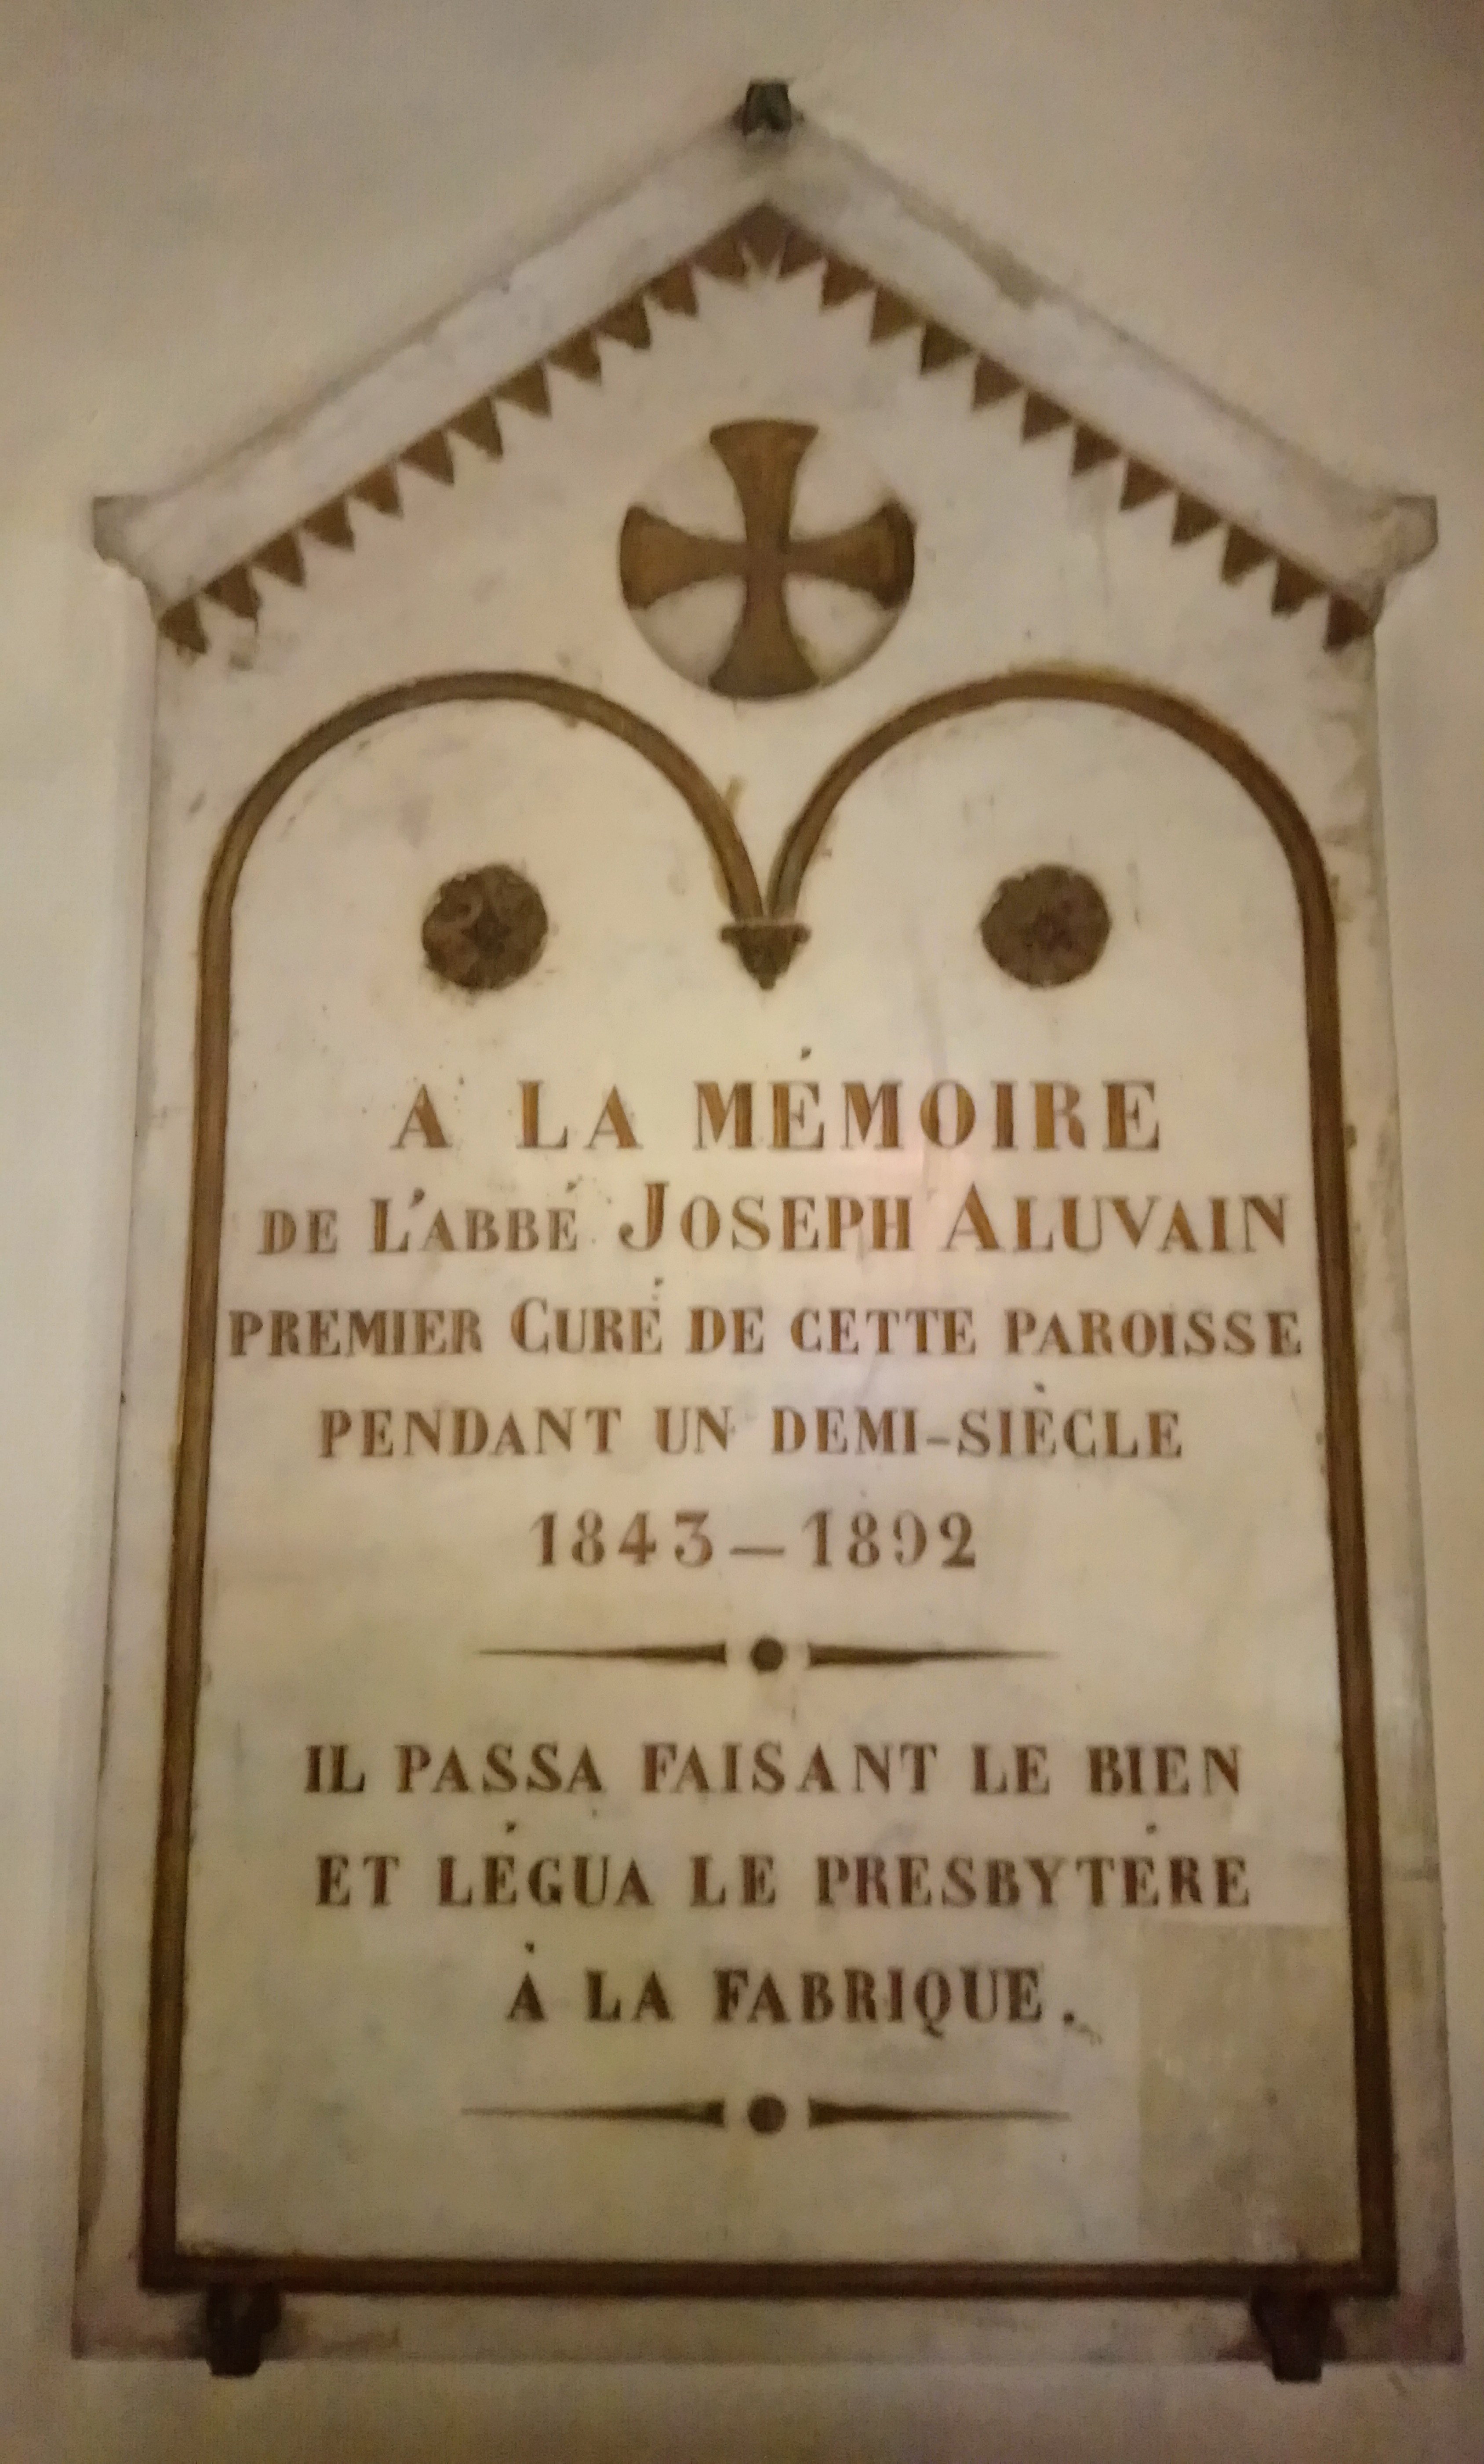 A LA MÉMOIRE
DE L'ABBÉ JOSEPH ALUVAIN
PREMIER CURÉ DE CETTE PAROISSE
PENDANT UN DEMI-SIÈCLE
1843 — 1892
IL PASSA FAISANT LE BIEN
ET LÉGUA LE PRESBYTÉRE
À LA FABRIQUE.